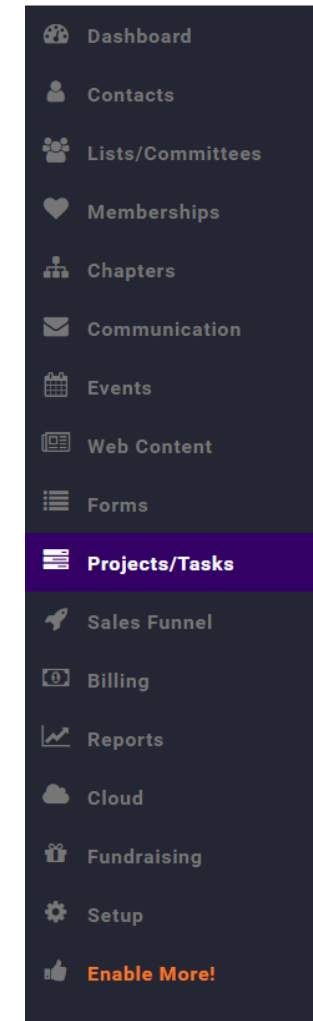 Dashboard
Contacts
Lists/Committees
Memberships
Chapters
Communication
Events
Web Content
Forms
Projects/Tasks
Sales Funnel
Billing
Reports
Cloud
Fundraising
Setup
Enable More!